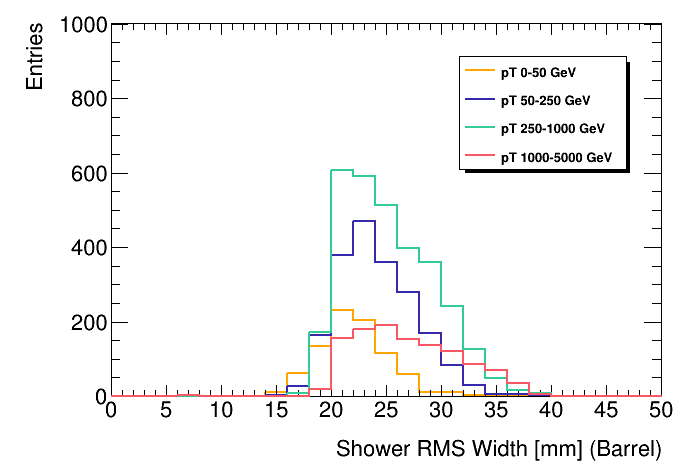 Entries
1000
800
600
400
200
0
0 5 10 15 20 25 30 35 40 45 50
Shower RMS Width [mm] (Barrel)
pT 0-50 GeV
pT 50-250 GeV
pT 250-1000 GeV
pT 1000-5000 GeV